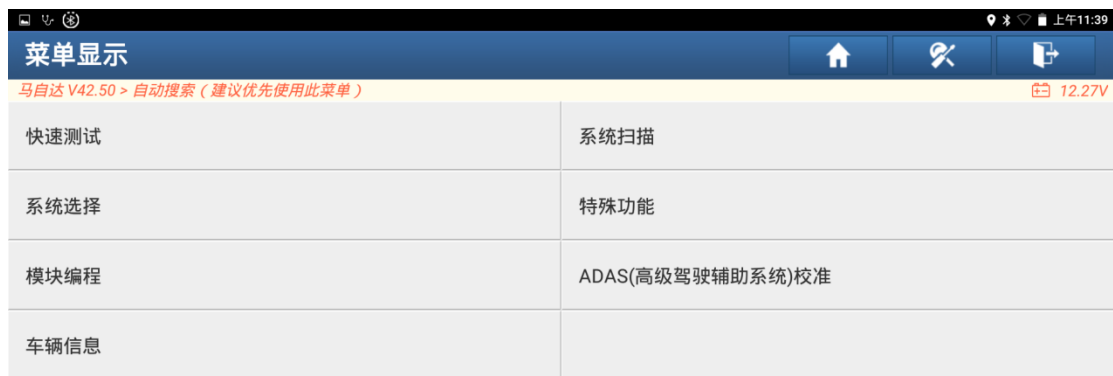 上午11:39
菜单显示
马自达 V42.50 > 自动搜索 ( 建议优先使用此菜单 )
12.27V
快速测试
系统扫描
系统选择
特殊功能
模块编程
ADAS(高级驾驶辅助系统)校准
车辆信息